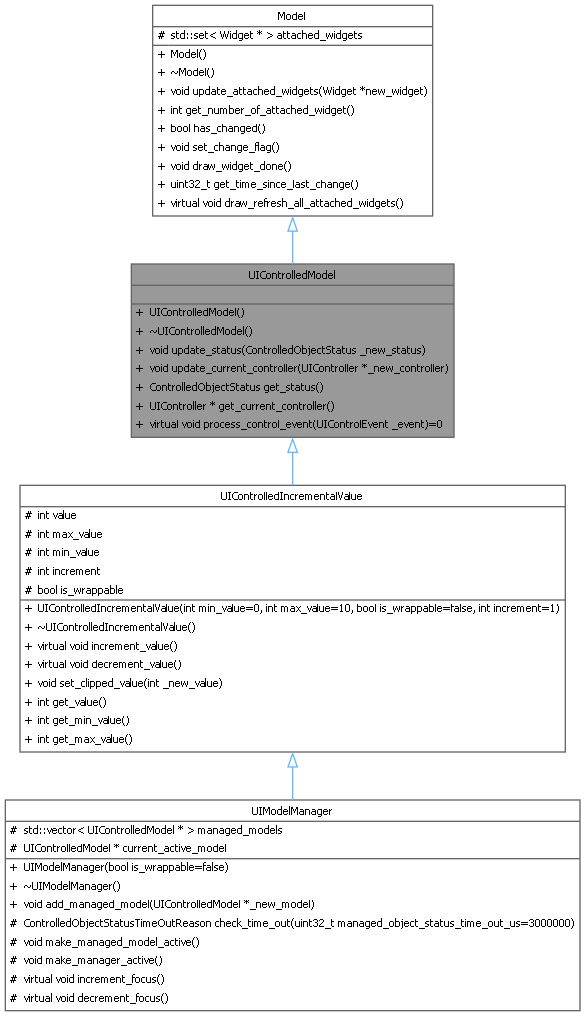 Model
# std::set< Widget * > attached_widgets
+ Model()
+ ~Model()
+ void update_attached_widgets(Widget *new_widget)
+ int get_number_of_attached_widget()
+ bool has_changed()
+ void set_change_flag()
+ void draw_widget_done()
+ uint32_t get_time_since_last_change()
+ virtual void draw_refresh_all_attached_widgets()
UIControlledModel
+ UIControlledModel()
+ ~UIControlledModel()
+ void update_status(ControlledObjectStatus _new_status)
+ void update_current_controller(UIController *_new_controller)
+ ControlledObjectStatus get_status()
+ UIController * get_current_controller()
+ virtual void process_control_event(UIControlEvent _event)=0
UIControlledIncrementalValue
# int value
# int max_value
# int min_value
# int increment
# bool is_wrappable
+ UIControlledIncrementalValue(int min_value=0, int max_value=10, bool is_wrappable=false, int increment=1)
+ ~UIControlledIncrementalValue()
+ virtual void increment_value()
+ virtual void decrement_value()
+ void set_clipped_value(int _new_value)
+ int get_value()
+ int get_min_value()
+ int get_max_value()
UIModelManager
# std::vector< UIControlledModel * > managed_models
# UIControlledModel * current_active_model
+ UIModelManager(bool is_wrappable=false)
+ ~UIModelManager()
+ void add_managed_model(UIControlledModel *_new_model)
# ControlledObjectStatusTimeOutReason check_time_out(uint32_t managed_object_status_time_out_us=3000000)
# void make_managed_model_active()
# void make_manager_active()
# virtual void increment_focus()
# virtual void decrement_focus()